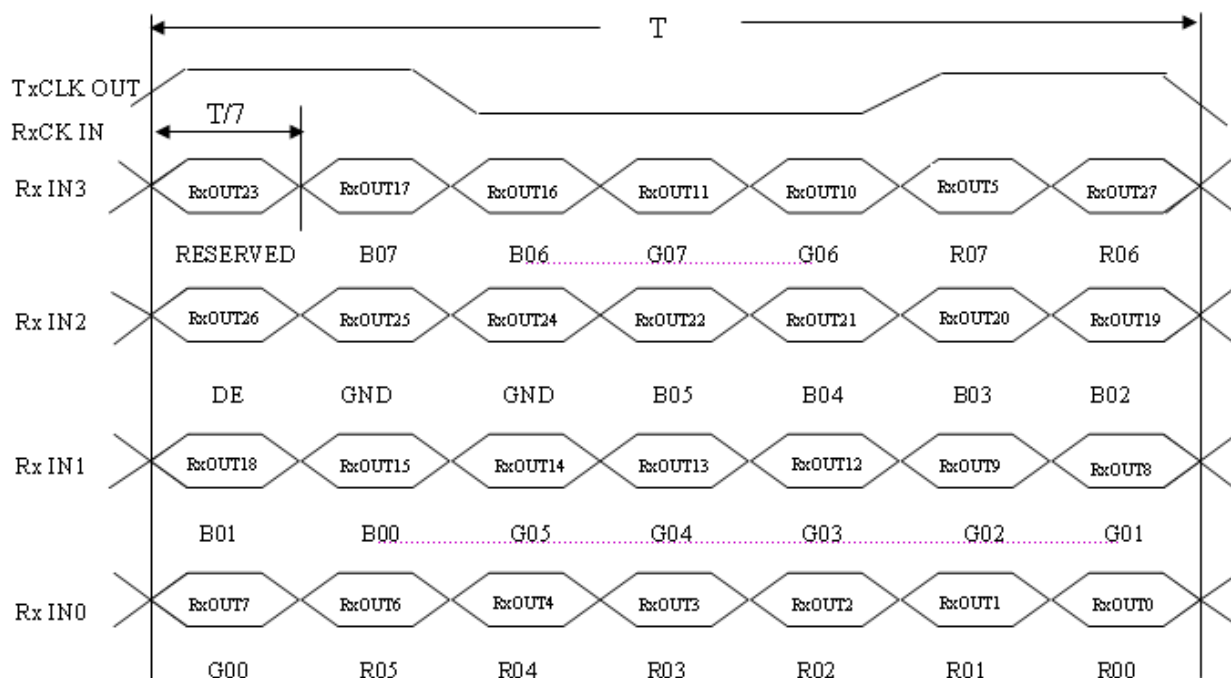 T
TxCLK OUT
T/7
RxCK IN
Rx IN3 RxOUT23 RxOUT17 RxOUT16 RxOUT11 RxOUT10 RxOUT5 RxOUT27
RESERVED B07 B06 G07 G06 R07 R06
Rx IN2 RxOUT26 RxOUT25 RxOUT24 RxOUT22 RxOUT21 RxOUT20 RxOUT19
DE GND GND B05 B04 B03 B02
Rx IN1 RxOUT18 RxOUT15 RxOUT14 RxOUT13 RxOUT12 RxOUT9 RxOUT8
B01 B00 G05 G04 G03 G02 G01
Rx IN0 RxOUT7 RxOUT6 RxOUT4 RxOUT3 RxOUT2 RxOUT1 RxOUT0
G00 R05 R04 R03 R02 R01 R00